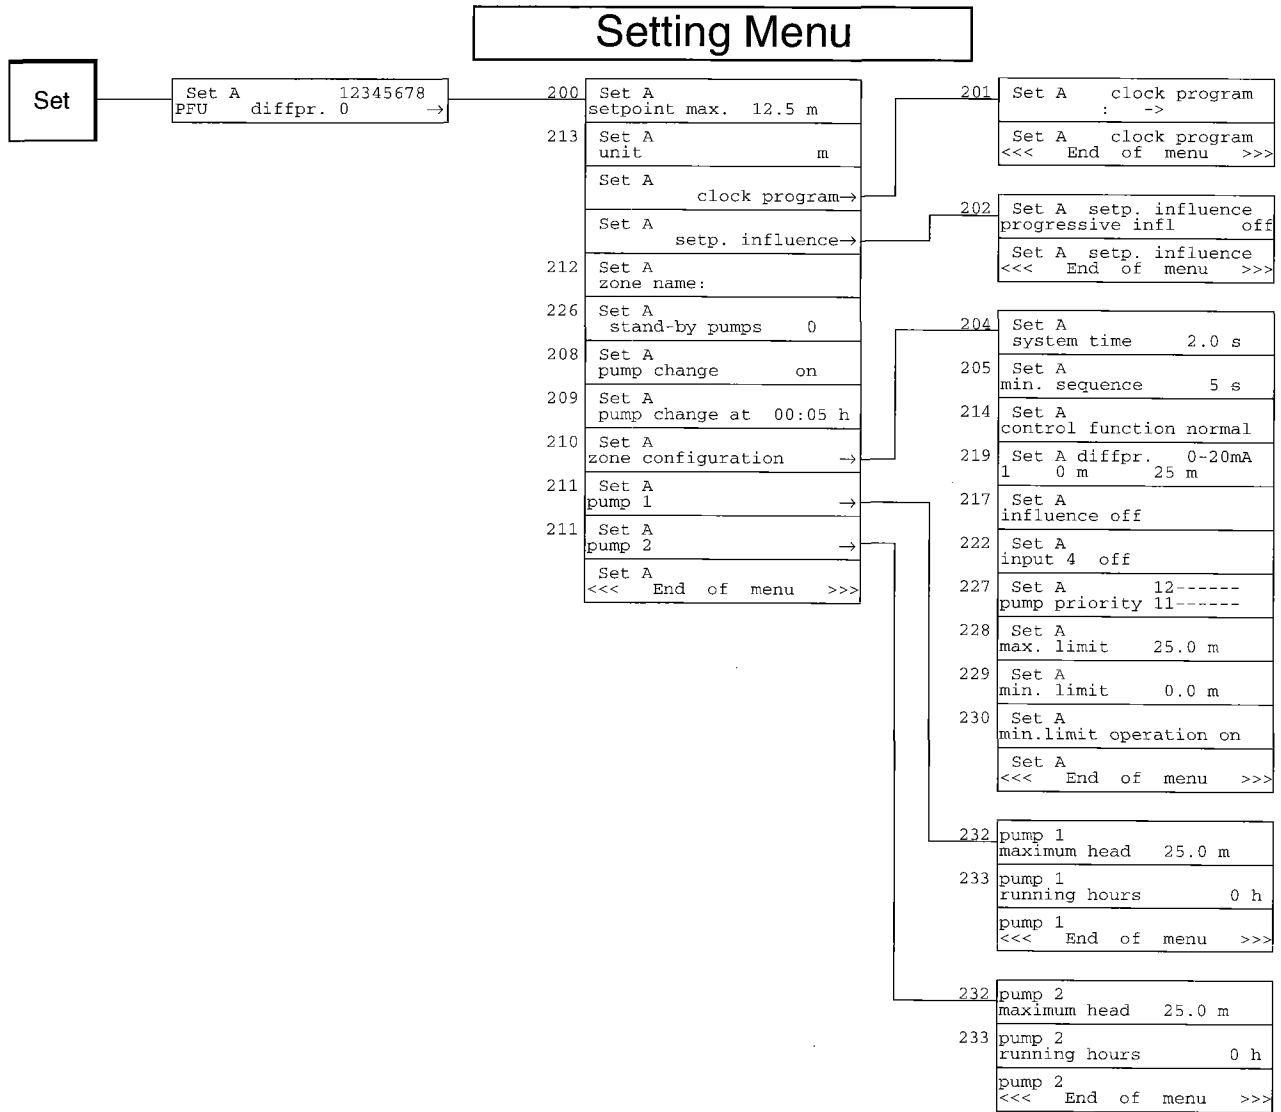 Setting Menu
Set
Set A 12345678
PFU diffpr. 0 →
200 Set A
setpoint max. 12.5 m
213 Set A
unit m
Set A
clock program→
Set A
setp. influence→
212 Set A
zone name:
226 Set A
stand-by pumps 0
208 Set A
pump change on
209 Set A
pump change at 00:05 h
210 Set A
zone configuration →
211 Set A
pump 1 →
211 Set A
pump 2 →
Set A
<<< End of menu >>>
201 Set A clock program
: ->
Set A clock program
<<< End of menu >>>
202 Set A setp. influence
progressive infl off
Set A setp. influence
<<< End of menu >>>
204 Set A
system time 2.0 s
205 Set A
min. sequence 5 s
214 Set A
control function normal
219 Set A diffpr. 0-20mA
1 0 m 25 m
217 Set A
influence off
222 Set A
input 4 off
227 Set A 12------
pump priority 11------
228 Set A
max. limit 25.0 m
229 Set A
min. limit 0.0 m
230 Set A
min.limit operation on
Set A
<<< End of menu >>>
232 pump 1
maximum head 25.0 m
233 pump 1
running hours 0 h
pump 1
<<< End of menu >>>
232 pump 2
maximum head 25.0 m
233 pump 2
running hours 0 h
pump 2
<<< End of menu >>>